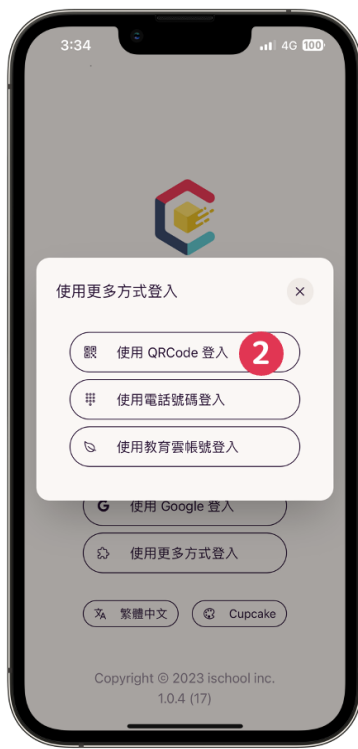 3:34
4G 100
使用更多方式登入
使用 QRCode 登入 2
使用電話號碼登入
使用教育雲帳號登入
G 使用 Google 登入
使用更多方式登入
繁體中文 Cupcake
Copyright © 2023 ischool inc.
1.0.4 (17)